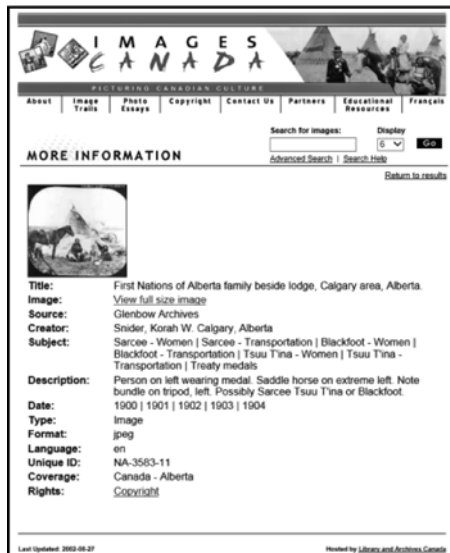 IMAGES
CANADA
PICTURING CANADIAN CULTURE
About Image Trails Photo Essays Copyright Contact Us Partners Educational Resources Français
Search for images: Display
6 Go
MORE INFORMATION
Advanced Search | Search Help
Return to results
Title: First Nations of Alberta family beside lodge, Calgary area, Alberta.
Image: View full size image
Source: Glenbow Archives
Creator: Snider, Korah W. Calgary, Alberta
Subject: Sarcee - Women | Sarcee - Transportation | Blackfoot - Women |
Blackfoot - Transportation | Tsuu T'ina - Women | Tsuu T'ina -
Transportation | Treaty medals
Description: Person on left wearing medal. Saddle horse on extreme left. Note
bundle on tripod, left. Possibly Sarcee Tsuu T'ina or Blackfoot.
Date: 1900 | 1901 | 1902 | 1903 | 1904
Type: Image
Format: jpeg
Language: en
Unique ID: NA-3583-11
Coverage: Canada - Alberta
Rights: Copyright
Last Updated: 2002-08-27 Hosted by Library and Archives Canada